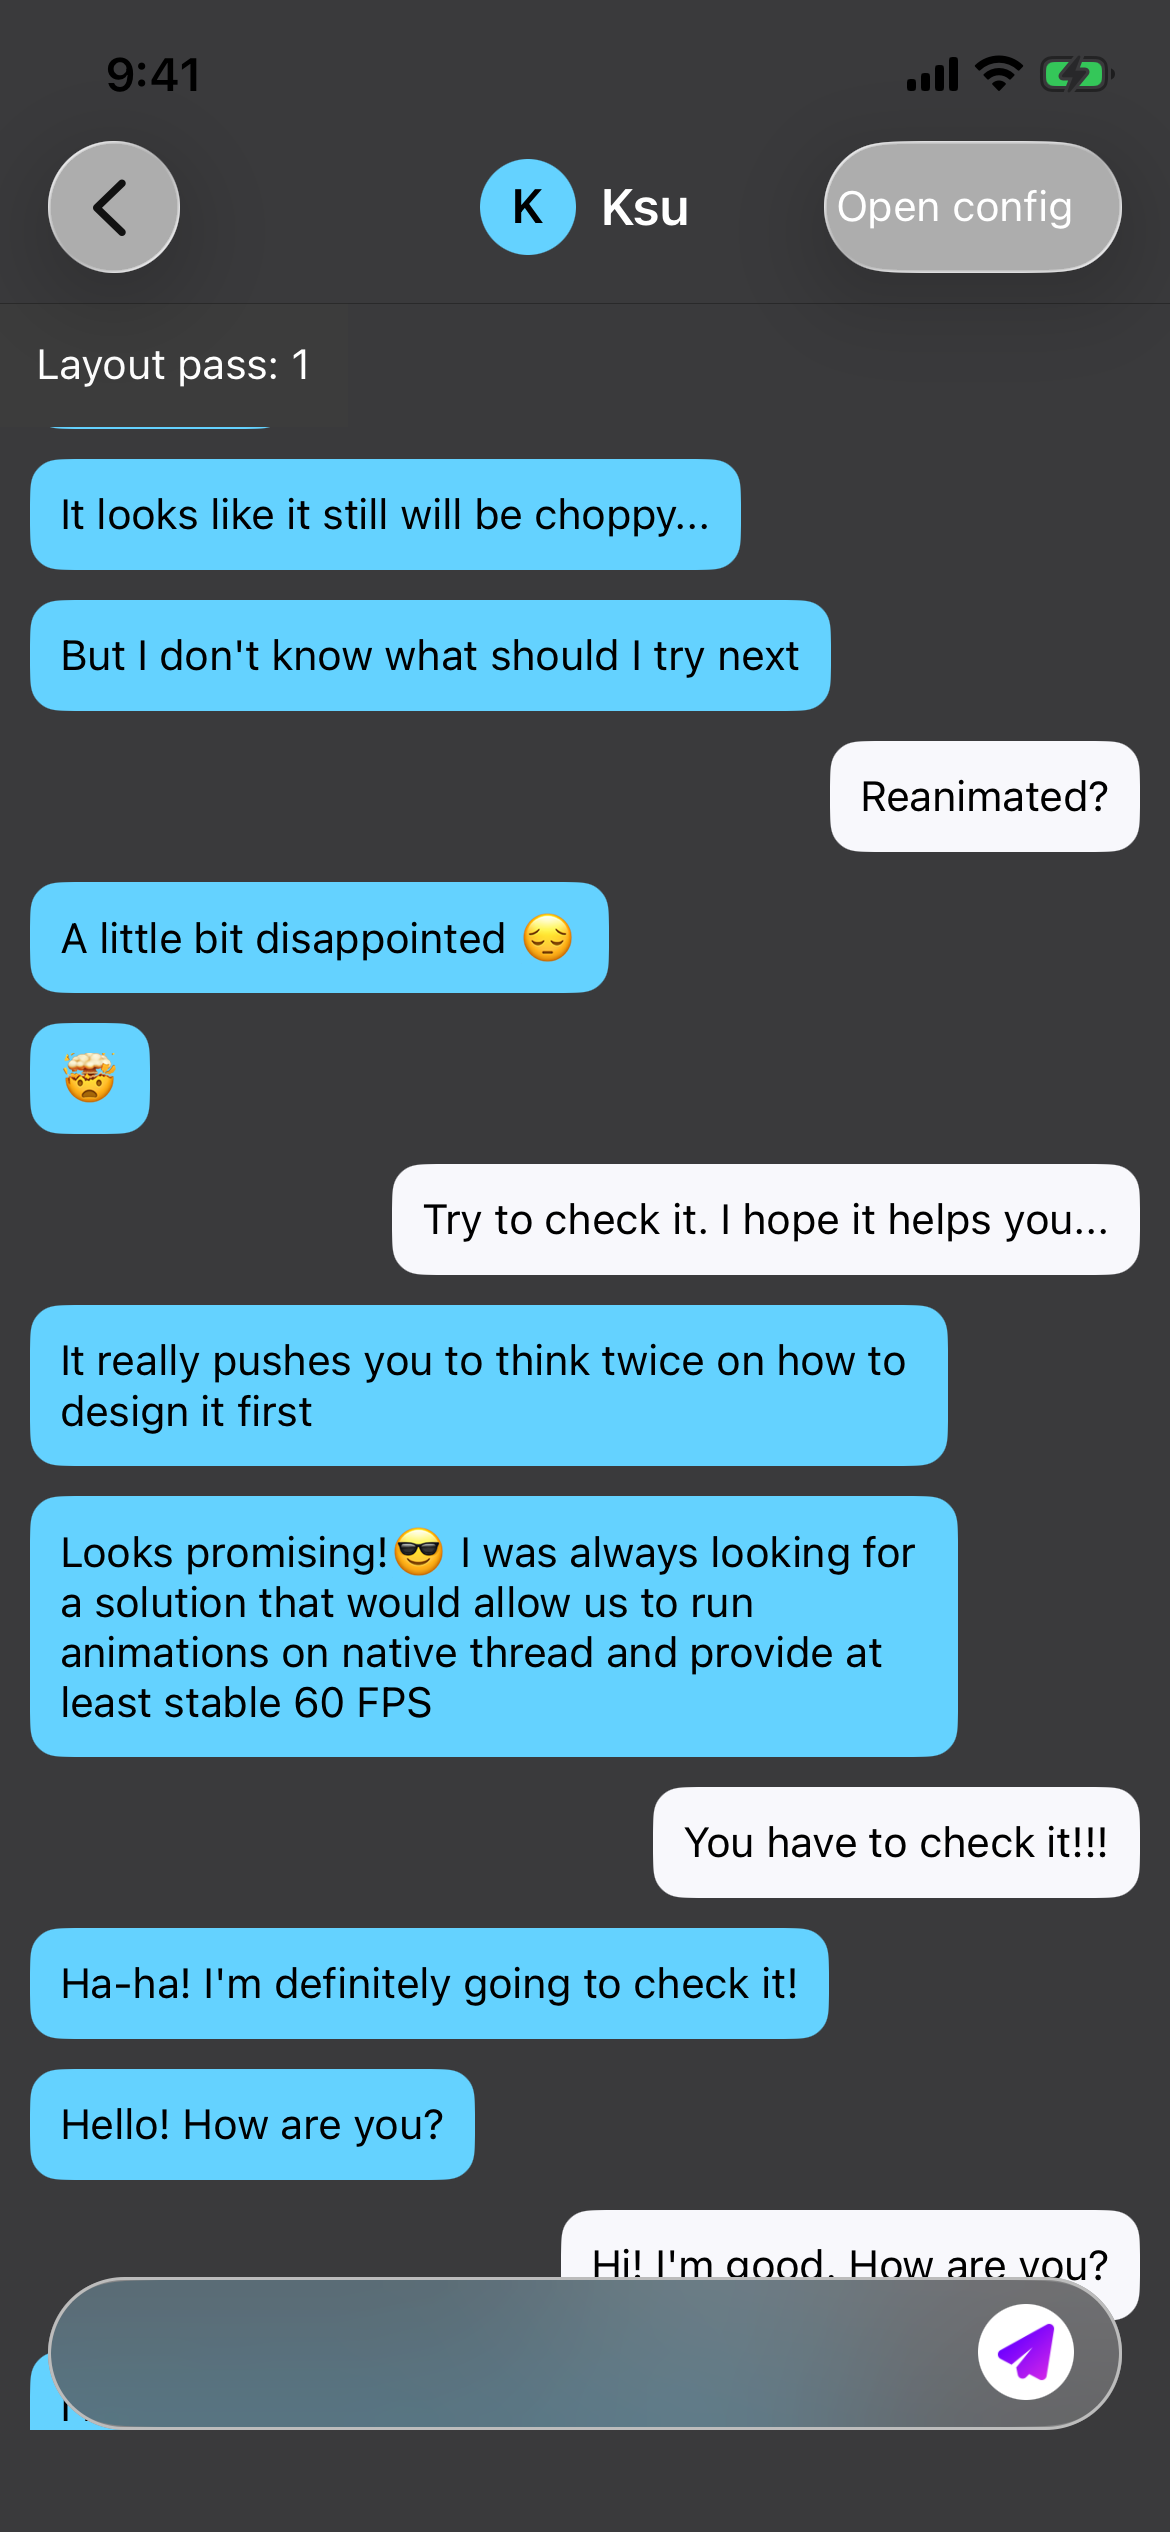 9:41
K Ksu
Open config
Layout pass: 1
It looks like it still will be choppy...
But I don't know what should I try next
Reanimated?
A little bit disappointed 😔
🤯
Try to check it. I hope it helps you...
It really pushes you to think twice on how to
design it first
Looks promising!😎 I was always looking for
a solution that would allow us to run
animations on native thread and provide at
least stable 60 FPS
You have to check it!!!
Ha-ha! I'm definitely going to check it!
Hello! How are you?
Hi! I'm good. How are you?